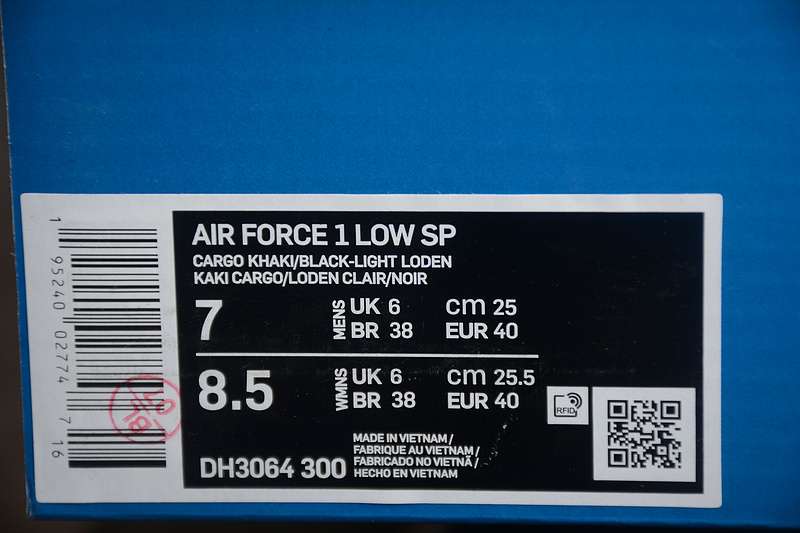 AIR FORCE 1 LOW SP
CARGO KHAKI/BLACK-LIGHT LODEN
KAKI CARGO/LODEN CLAIR/NOIR
7
MENS
UK 6 cm 25
BR 38 EUR 40
8.5
WMNS
UK 6 cm 25.5
BR 38 EUR 40
RFID
DH3064 300
MADE IN VIETNAM/
FABRIQUE AU VIETNAM/
FABRICADO NO VIETNÃ/
HECHO EN VIETNAM
1 95240 02774 7 16